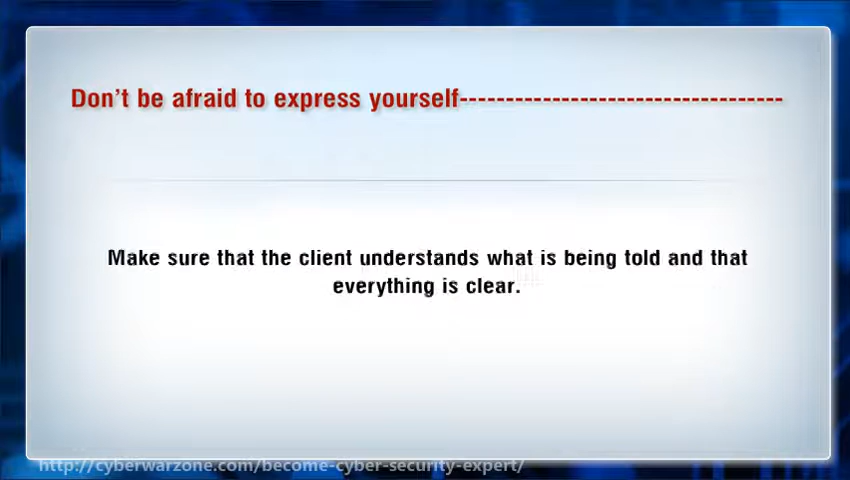 Don't be afraid to express yourself-----------------------------------
Make sure that the client understands what is being told and that
everything is clear.
http://cyberwarzone.com/become-cyber-security-expert/